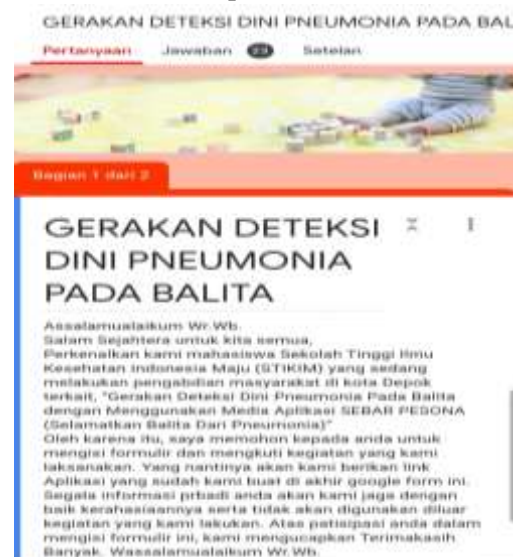 GERAKAN DETEKSI DINI PNEUMONIA PADA BAL
Pertanyaan Jawaban 23 Setelan
Bagian 1 dari 2
GERAKAN DETEKSI
DINI PNEUMONIA
PADA BALITA
Assalamualaikum Wr.Wb.
Salam Sejahtera untuk kita semua,
Perkenalkan kami mahasiswa Sekolah Tinggi Ilmu
Kesehatan Indonesia Maju (STIKIM) yang sedang
melakukan pengabdian masyarakat di kota Depok
terkait, "Gerakan Deteksi Dini Pneumonia Pada Balita
dengan Menggunakan Media Aplikasi SEBAR PESONA
(Selamatkan Balita Dari Pneumonia)"
Oleh karena itu, saya memohon kepada anda untuk
mengisi formulir dan mengkuti kegiatan yang kami
laksanakan. Yang nantinya akan kami berikan link
Aplikasi yang sudah kami buat di akhir google form ini.
Segala informasi prbadi anda akan kami jaga dengan
baik kerahasiaannya serta tidak akan digunakan diluar
kegiatan yang kami lakukan. Atas patisipasi anda dalam
mengisi formulir ini, kami mengucapkan Terimakasih
Banyak. Wassalamualaikum Wr.Wb.